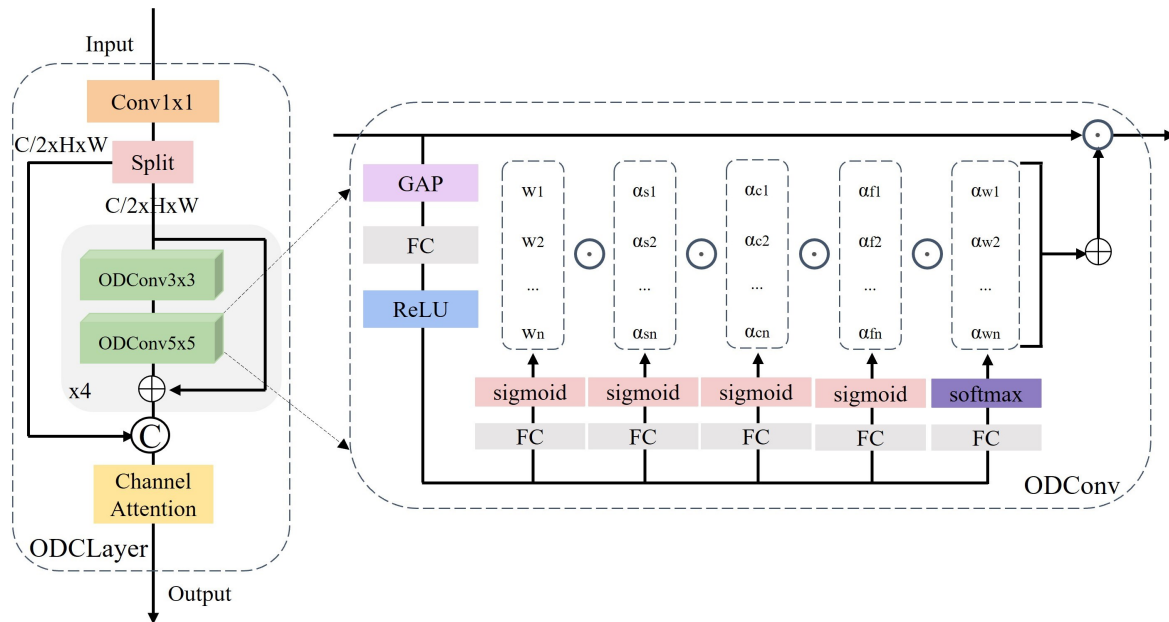 Input
Conv1x1
C/2xHxW
Split
C/2xHxW
ODConv3x3
ODConv5x5
x4
C
Channel
Attention
ODCLayer
Output
GAP
FC
ReLU
w1
w2
...
wn
αs1
αs2
...
αsn
αc1
αc2
...
αcn
αf1
αf2
...
αfn
αw1
αw2
...
αwn
sigmoid
sigmoid
sigmoid
sigmoid
softmax
FC
FC
FC
FC
FC
ODConv